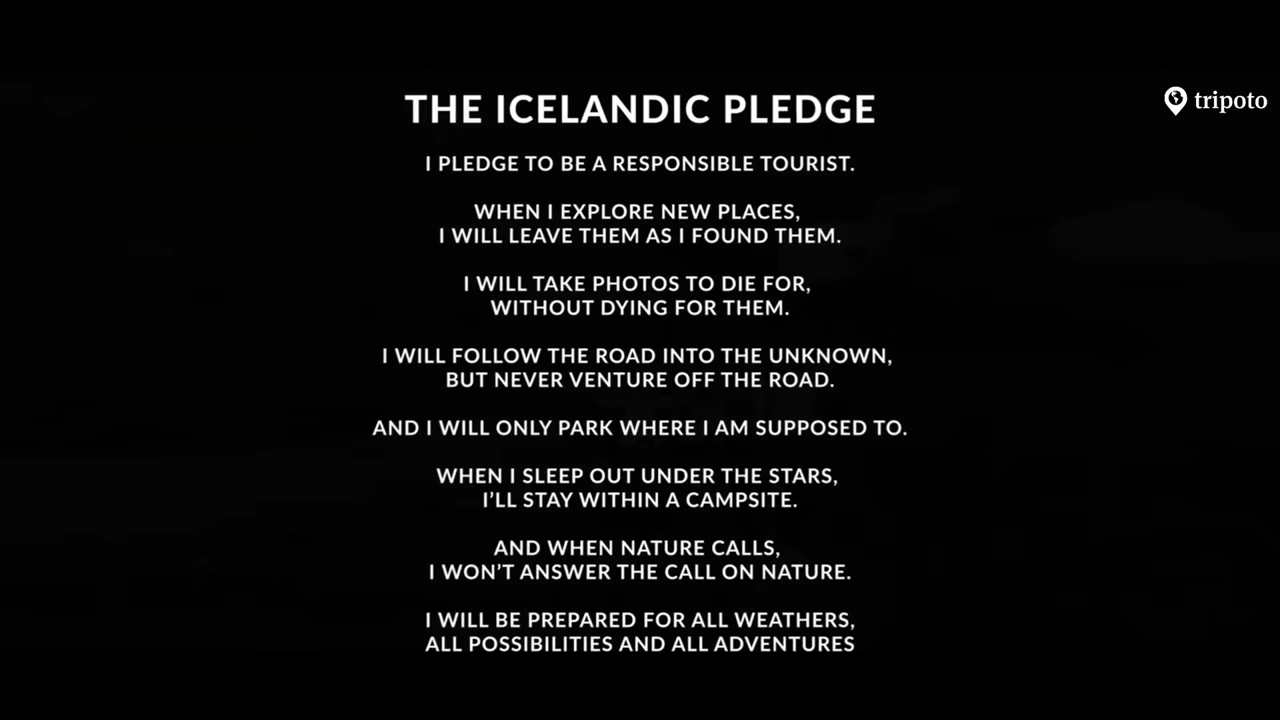 THE ICELANDIC PLEDGE
tripoto
I PLEDGE TO BE A RESPONSIBLE TOURIST.
WHEN I EXPLORE NEW PLACES,
I WILL LEAVE THEM AS I FOUND THEM.
I WILL TAKE PHOTOS TO DIE FOR,
WITHOUT DYING FOR THEM.
I WILL FOLLOW THE ROAD INTO THE UNKNOWN,
BUT NEVER VENTURE OFF THE ROAD.
AND I WILL ONLY PARK WHERE I AM SUPPOSED TO.
WHEN I SLEEP OUT UNDER THE STARS,
I’LL STAY WITHIN A CAMPSITE.
AND WHEN NATURE CALLS,
I WON’T ANSWER THE CALL ON NATURE.
I WILL BE PREPARED FOR ALL WEATHERS,
ALL POSSIBILITIES AND ALL ADVENTURES